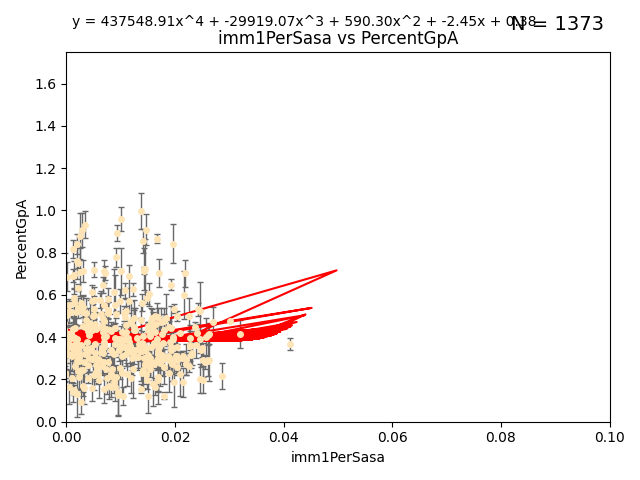 y = 437548.91x^4 + -29919.07x^3 + 590.30x^2 + -2.45x + 0.38
N = 1373
imm1PerSasa vs PercentGpA
1.6
1.4
1.2
1.0
0.8
0.6
0.4
0.2
0.0
PercentGpA
0.00 0.02 0.04 0.06 0.08 0.10
imm1PerSasa